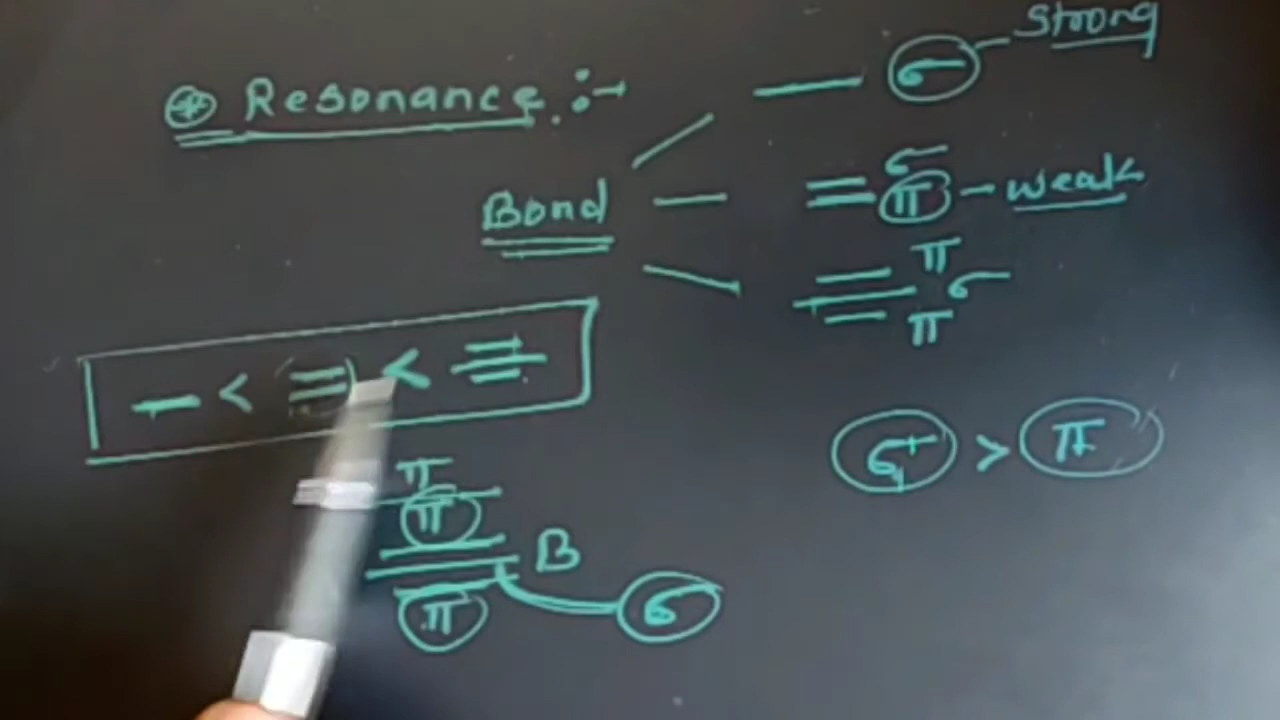 ⊛ Resonance :-
— σ – Strong
Bond
= σ π – weak
≡ π σ π
— < (=) < ≡
σ > π
π
π
B
π
σ